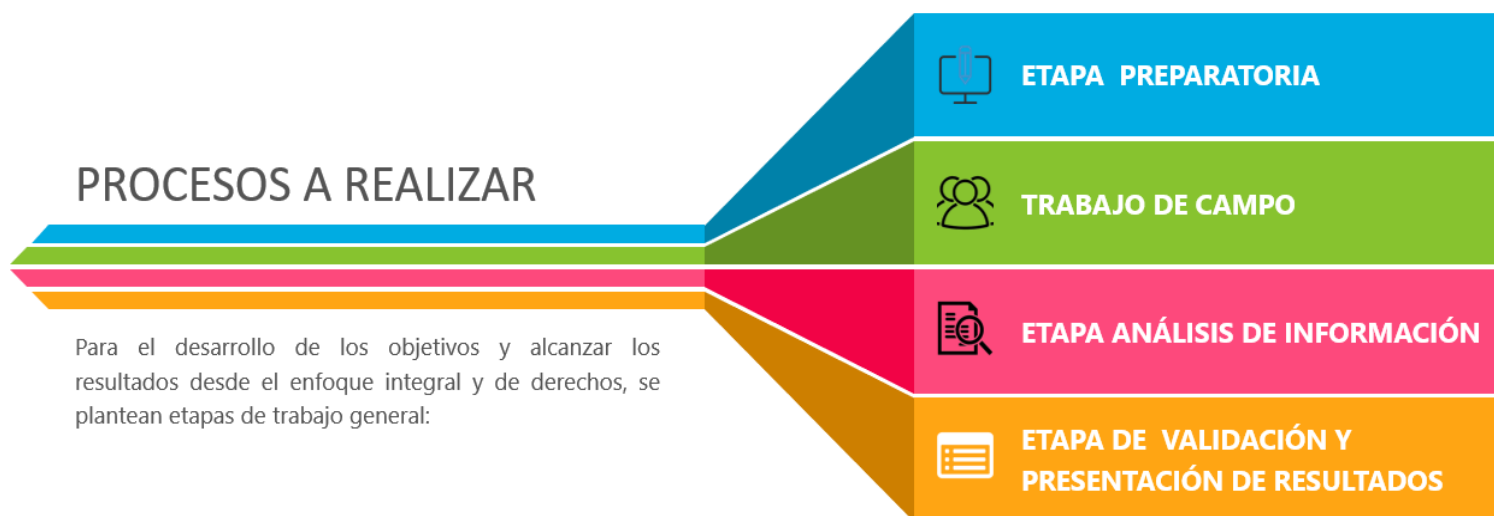 PROCESOS A REALIZAR
Para el desarrollo de los objetivos y alcanzar los
resultados desde el enfoque integral y de derechos, se
plantean etapas de trabajo general:
ETAPA PREPARATORIA
TRABAJO DE CAMPO
ETAPA ANÁLISIS DE INFORMACIÓN
ETAPA DE VALIDACIÓN Y
PRESENTACIÓN DE RESULTADOS